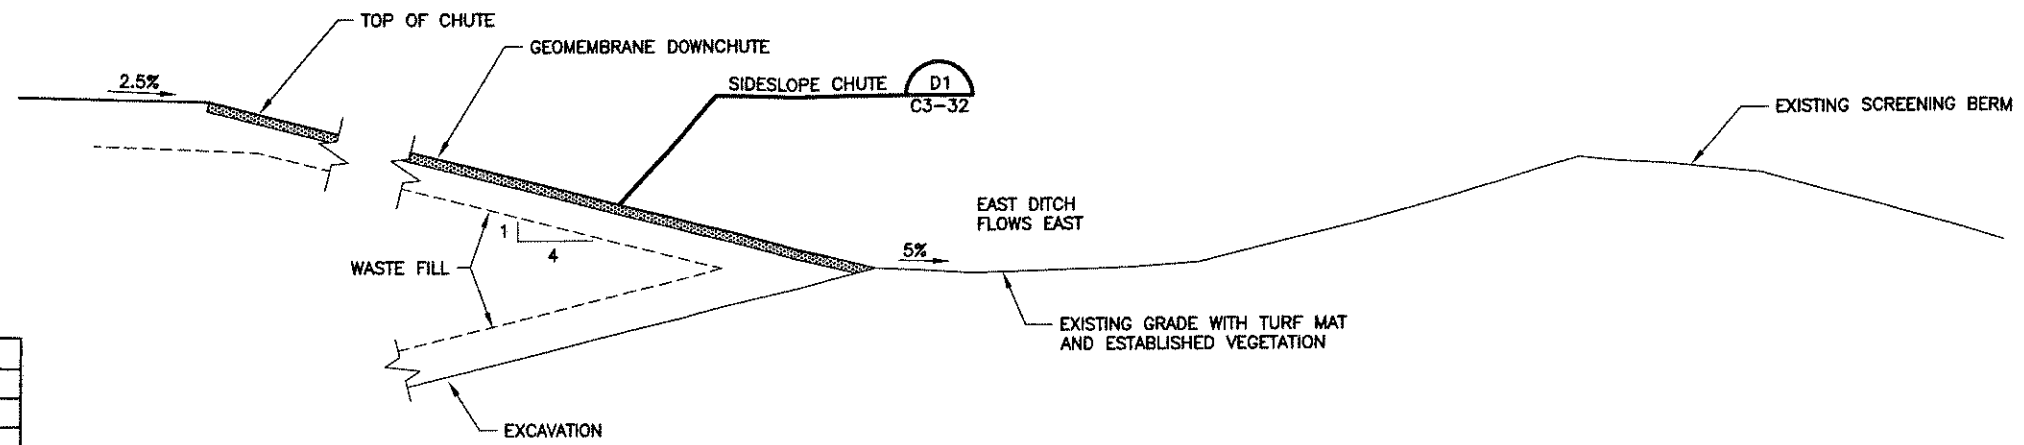 TOP OF CHUTE
GEOMEMBRANE DOWNCHUTE
2.5%
SIDESLOPE CHUTE
D1
C3-32
EXISTING SCREENING BERM
EAST DITCH
FLOWS EAST
1
4
5%
WASTE FILL
EXISTING GRADE WITH TURF MAT
AND ESTABLISHED VEGETATION
EXCAVATION